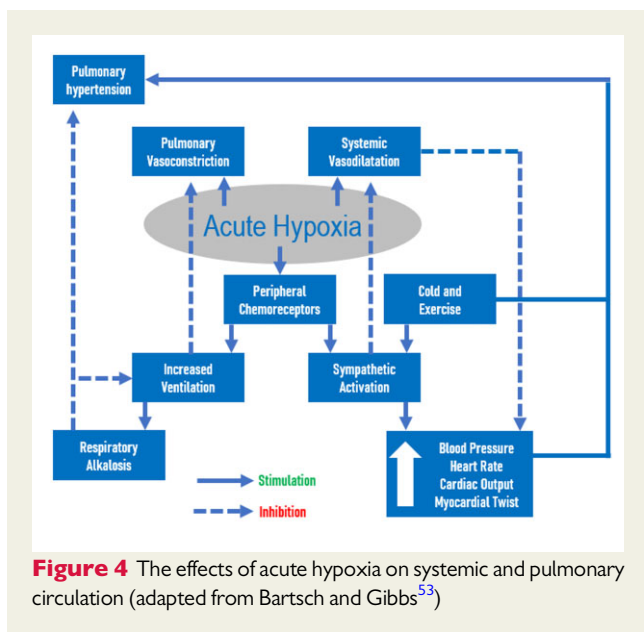 Pulmonary
hypertension
Pulmonary
Vasoconstriction
Systemic
Vasodilatation
Acute Hypoxia
Peripheral
Chemoreceptors
Cold and
Exercise
Increased
Ventilation
Sympathetic
Activation
Respiratory
Alkalosis
Blood Pressure
Heart Rate
Cardiac Output
Myocardial Twist
Stimulation
Inhibition
Figure 4 The effects of acute hypoxia on systemic and pulmonary
circulation (adapted from Bartsch and Gibbs53)